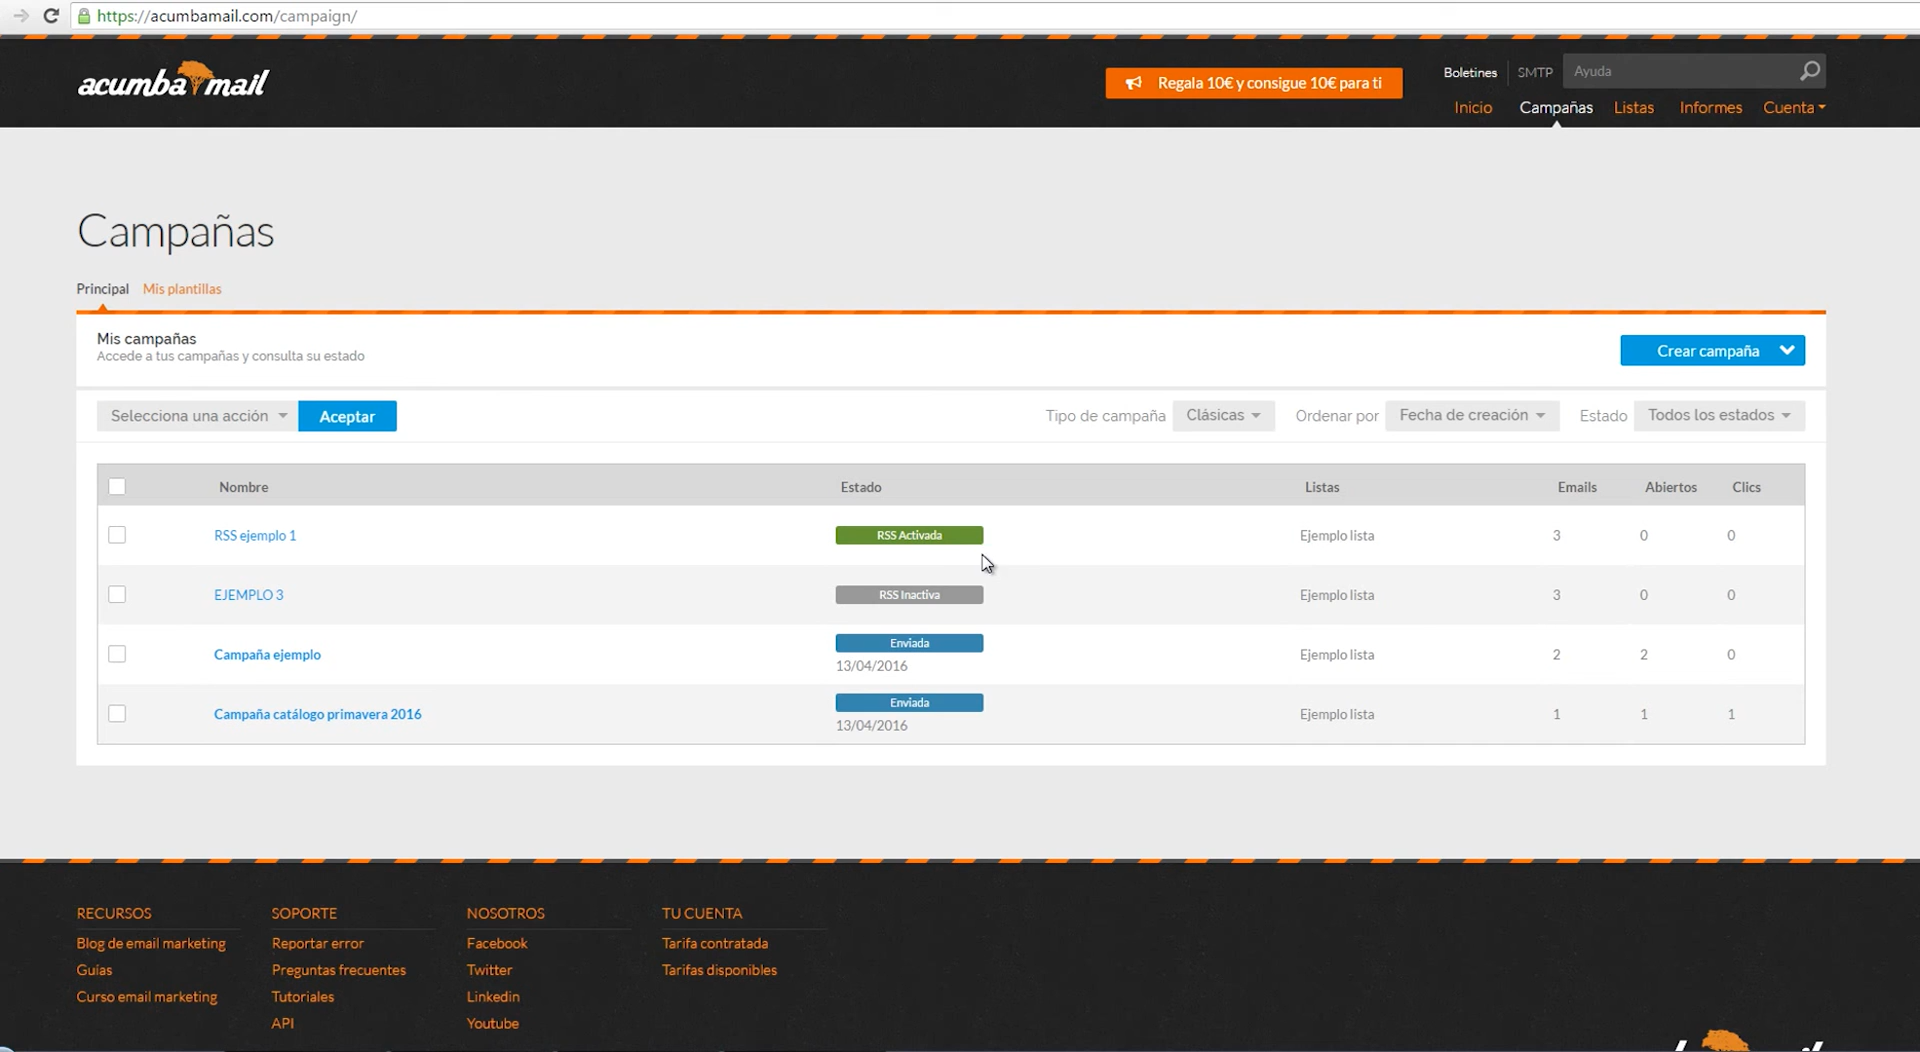 https://acumbamail.com/campaign/
acumbamail
Regala 10€ y consigue 10€ para ti
Boletines
SMTP
Ayuda
Inicio
Campañas
Listas
Informes
Cuenta
Campañas
Principal
Mis plantillas
Mis campañas
Accede a tus campañas y consulta su estado
Crear campaña
Selecciona una acción
Aceptar
Tipo de campaña
Clásicas
Ordenar por
Fecha de creación
Estado
Todos los estados
Nombre
Estado
Listas
Emails
Abiertos
Clics
RSS ejemplo 1
RSS Activada
Ejemplo lista
3
0
0
EJEMPLO 3
RSS Inactiva
Ejemplo lista
3
0
0
Campaña ejemplo
Enviada
13/04/2016
Ejemplo lista
2
2
0
Campaña catálogo primavera 2016
Enviada
13/04/2016
Ejemplo lista
1
1
1
RECURSOS
Blog de email marketing
Guías
Curso email marketing
SOPORTE
Reportar error
Preguntas frecuentes
Tutoriales
API
NOSOTROS
Facebook
Twitter
Linkedin
Youtube
TU CUENTA
Tarifa contratada
Tarifas disponibles